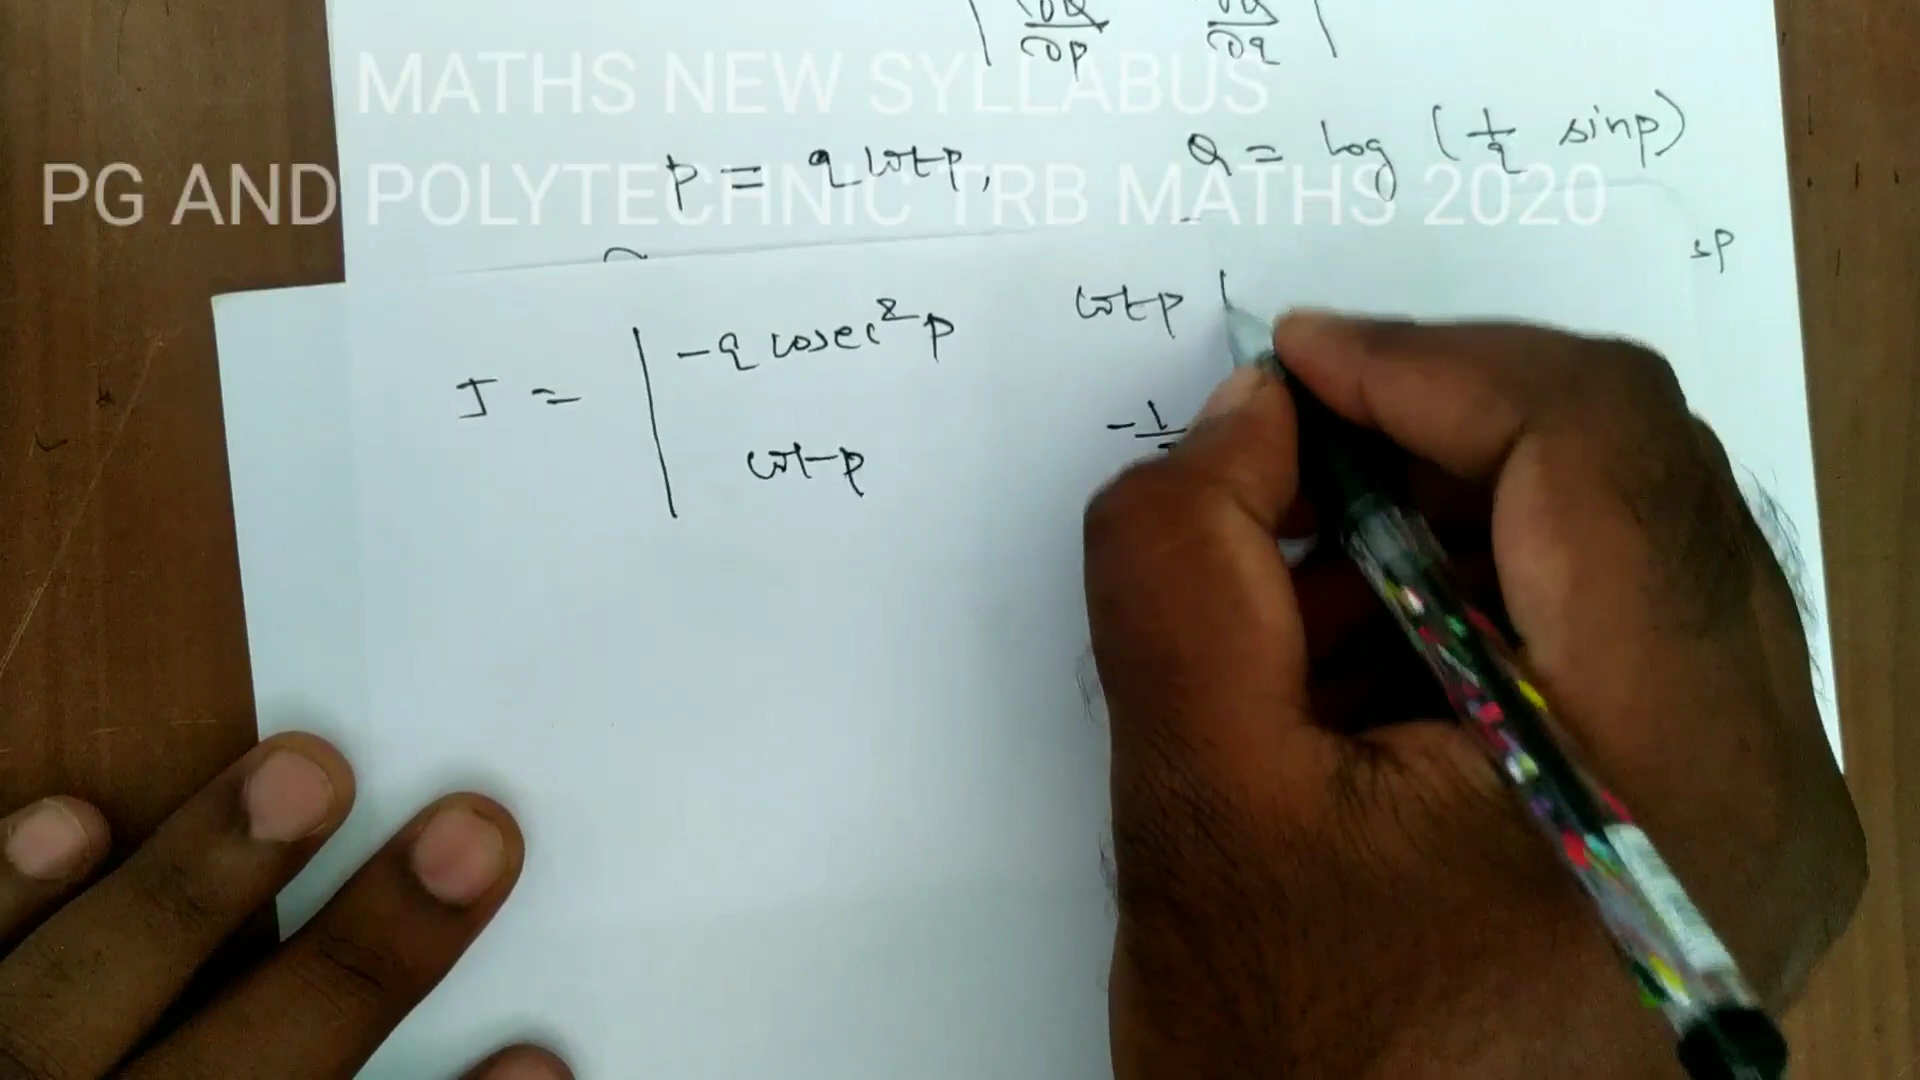 ∂Q/∂p ∂Q/∂q
MATHS NEW SYLLABUS
p = q cot p, Q = log (1/q sin p)
PG AND POLYTECHNIC TRB MATHS 2020
J = | -q cosec² p cot p |
cot p -1/